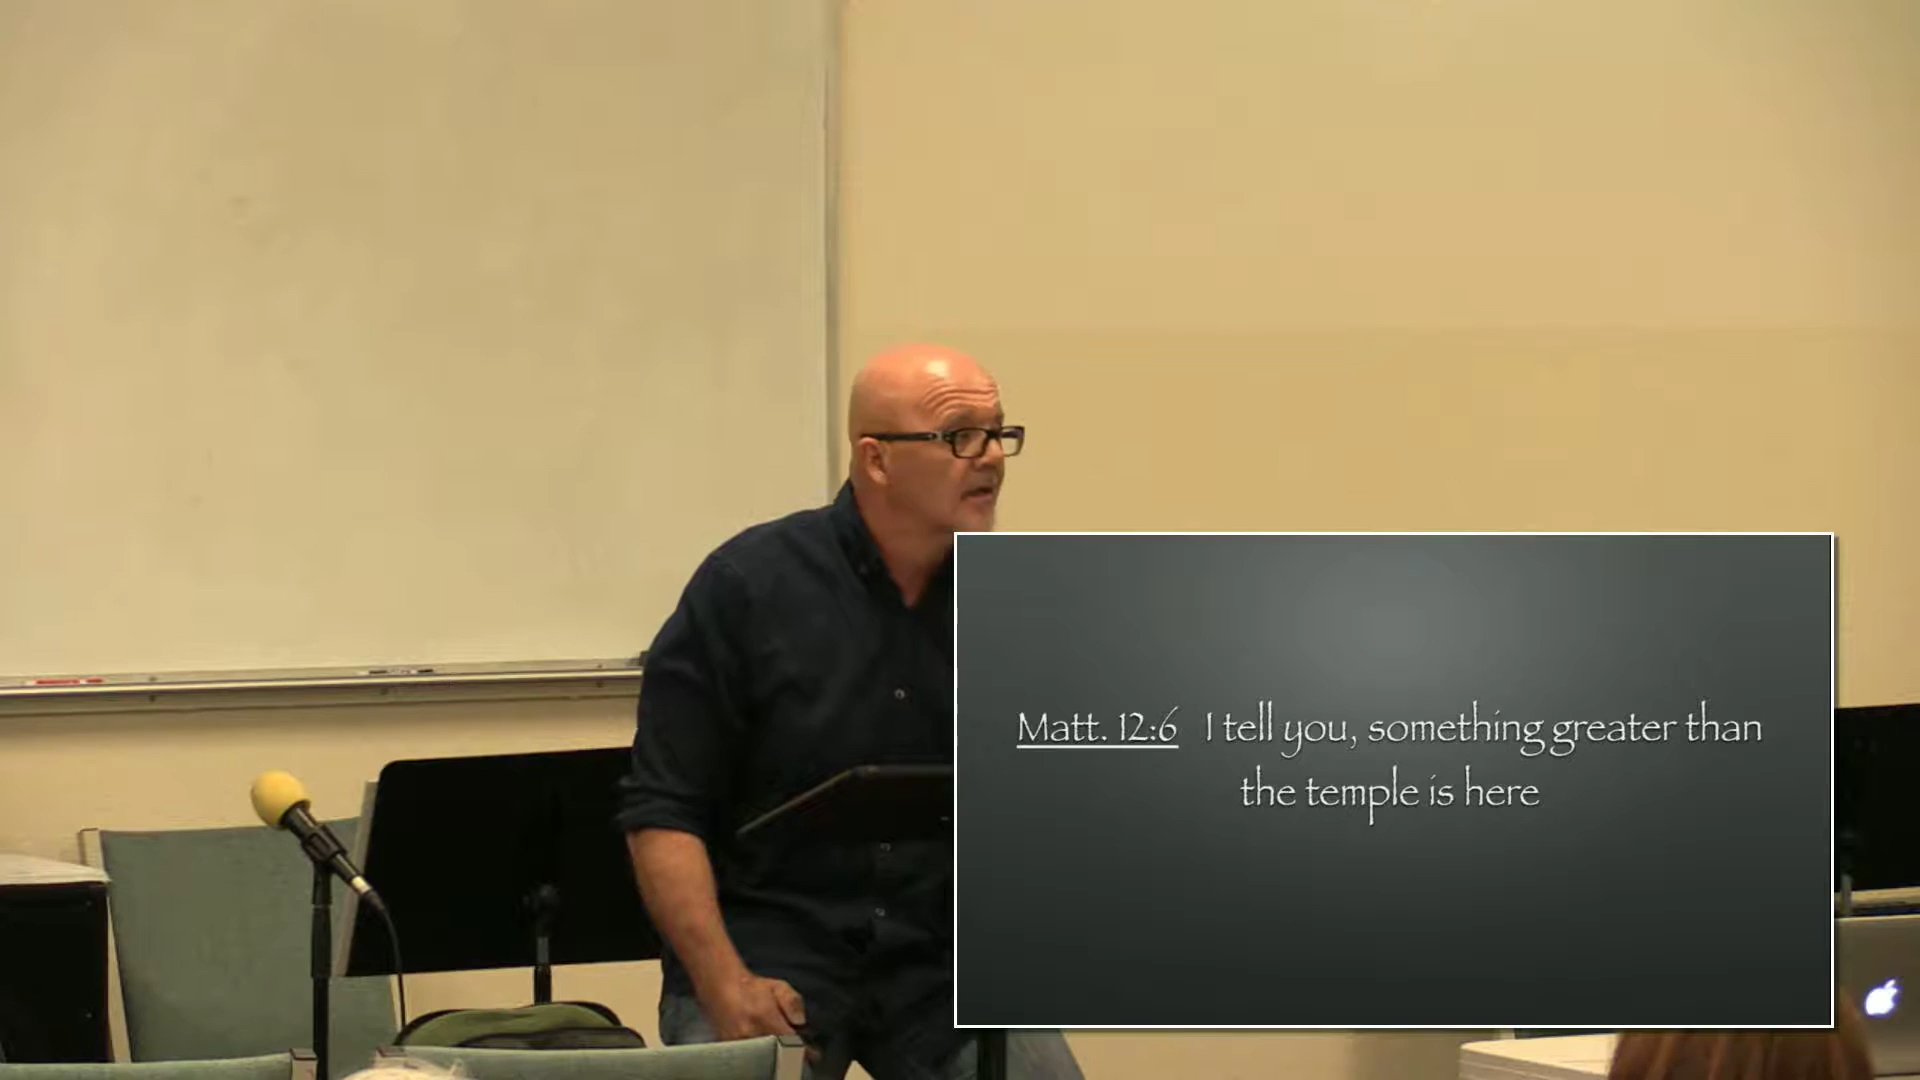 Matt. 12:6 I tell you, something greater than
the temple is here